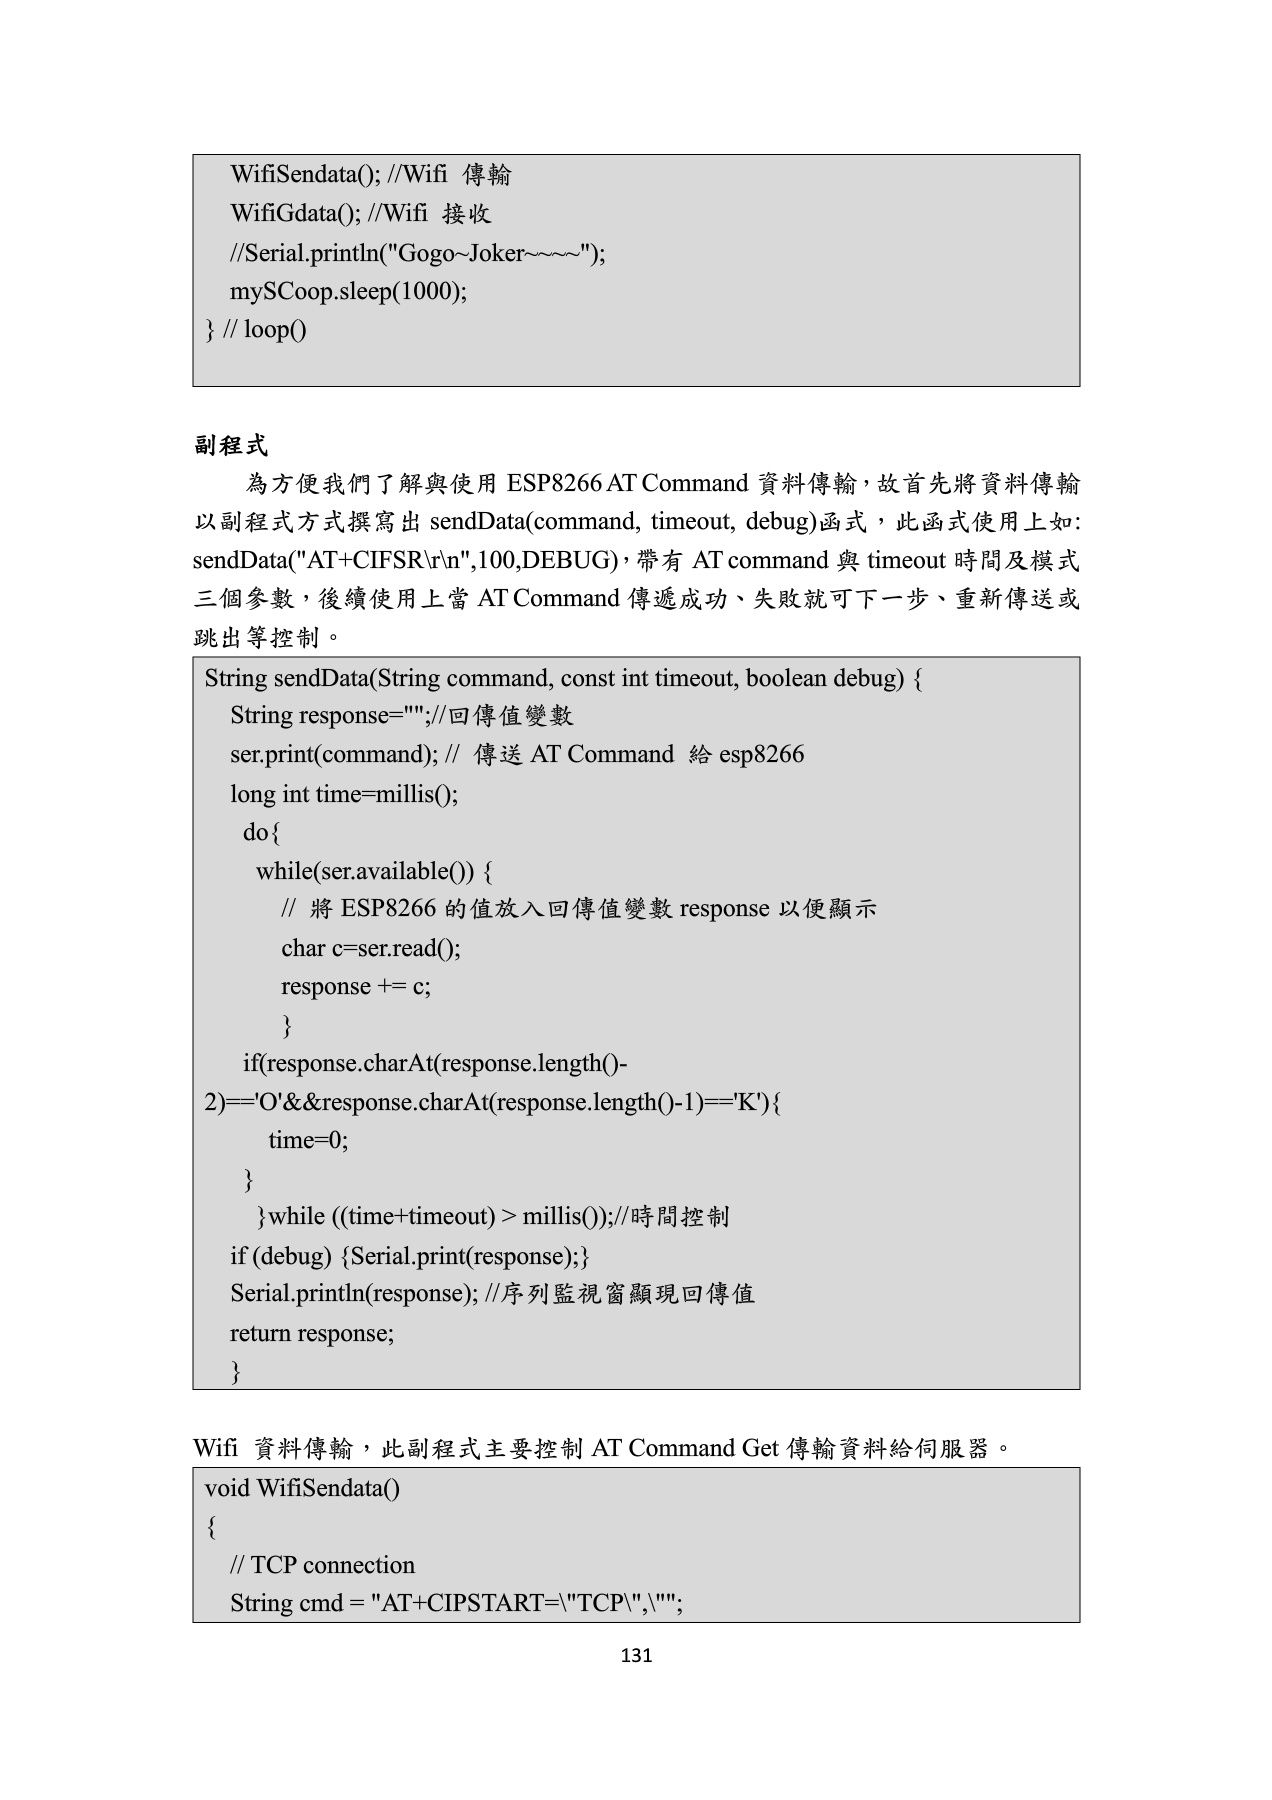 WifiSendata(); //Wifi 傳輸
WifiGdata(); //Wifi 接收
//Serial.println("Gogo~Joker~~~~");
mySCoop.sleep(1000);
} // loop()
副程式
為方便我們了解與使用 ESP8266 AT Command 資料傳輸，故首先將資料傳輸
以副程式方式撰寫出 sendData(command, timeout, debug)函式，此函式使用上如:
sendData("AT+CIFSR\r\n",100,DEBUG)，帶有 AT command 與 timeout 時間及模式
三個參數，後續使用上當 AT Command 傳遞成功、失敗就可下一步、重新傳送或
跳出等控制。
String sendData(String command, const int timeout, boolean debug) {
String response="";//回傳值變數
ser.print(command); // 傳送 AT Command 給 esp8266
long int time=millis();
do{
while(ser.available()) {
// 將 ESP8266 的值放入回傳值變數 response 以便顯示
char c=ser.read();
response += c;
}
if(response.charAt(response.length()-
2)=='O'&&response.charAt(response.length()-1)=='K'){
time=0;
}
}while ((time+timeout) > millis());//時間控制
if (debug) {Serial.print(response);}
Serial.println(response); //序列監視窗顯現回傳值
return response;
}
Wifi 資料傳輸，此副程式主要控制 AT Command Get 傳輸資料給伺服器。
void WifiSendata()
{
// TCP connection
String cmd = "AT+CIPSTART=\"TCP\",\"";
131